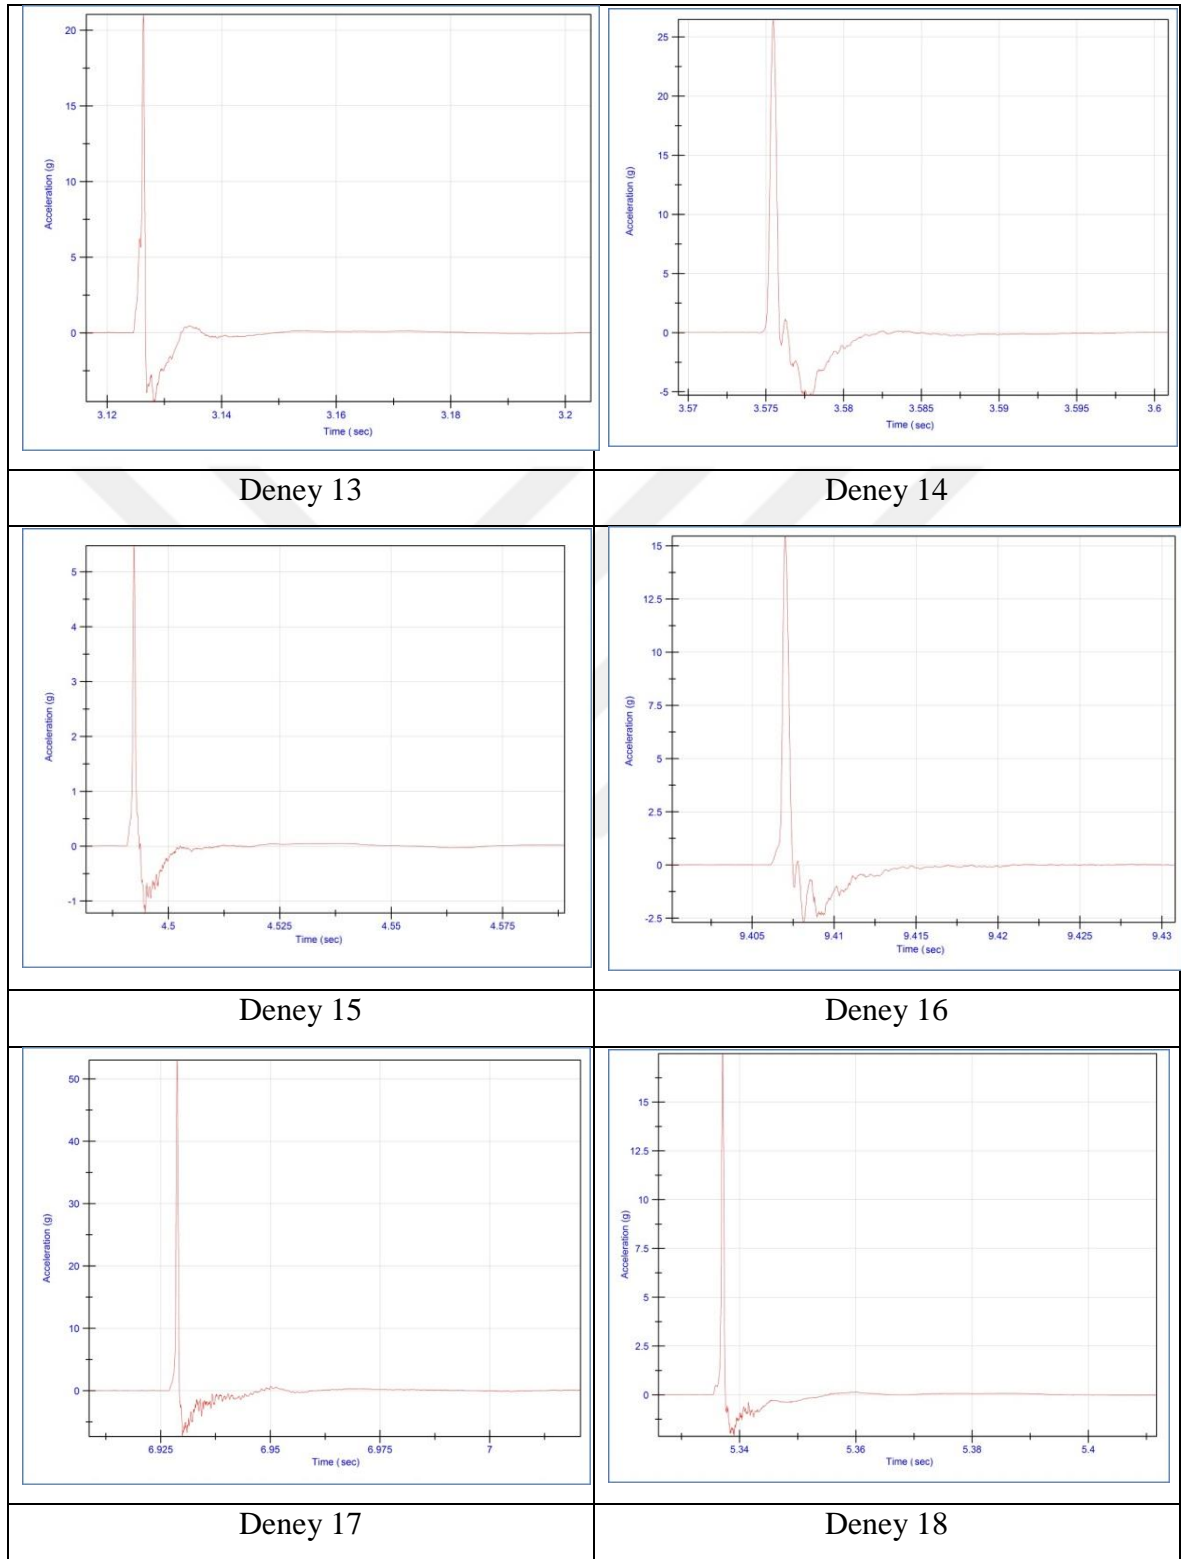 20
15
10
5
0
3.12 3.14 3.16 3.18 3.2
Acceleration (g)
Time (sec)
25
20
15
10
5
0
-5
3.57 3.575 3.58 3.585 3.59 3.595 3.6
Acceleration (g)
Time (sec)
Deney 13
Deney 14
5
4
3
2
1
0
-1
4.5 4.525 4.55 4.575
Acceleration (g)
Time (sec)
15
12.5
10
7.5
5
2.5
0
-2.5
9.405 9.41 9.415 9.42 9.425 9.43
Acceleration (g)
Time (sec)
Deney 15
Deney 16
50
40
30
20
10
0
6.925 6.95 6.975 7
Acceleration (g)
Time (sec)
15
12.5
10
7.5
5
2.5
0
5.34 5.36 5.38 5.4
Acceleration (g)
Time (sec)
Deney 17
Deney 18